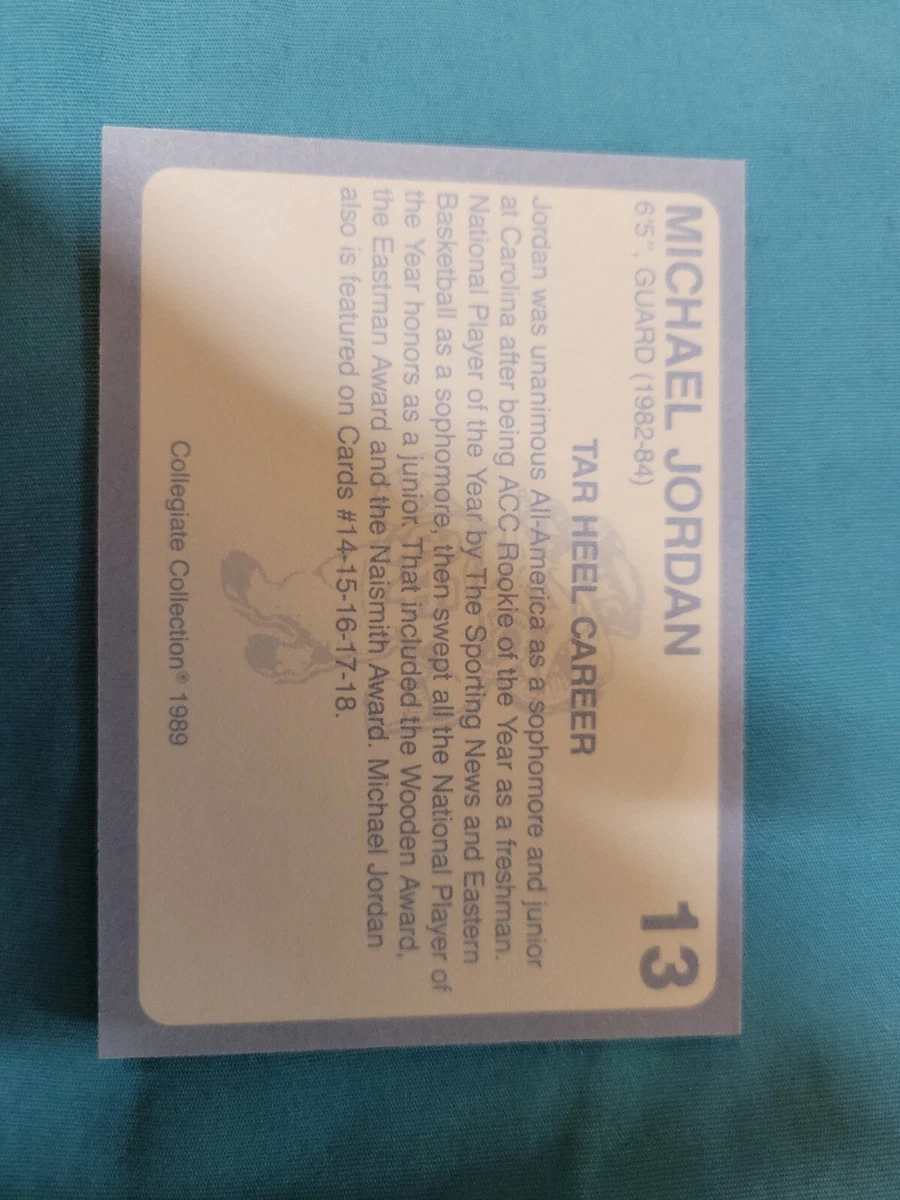 MICHAEL JORDAN
13
6'5", GUARD (1982-84)
TAR HEEL CAREER
Jordan was unanimous All-America as a sophomore and junior
at Carolina after being ACC Rookie of the Year as a freshman.
National Player of the Year by The Sporting News and Eastern
Basketball as a sophomore, then swept all the National Player of
the Year honors as a junior. That included the Wooden Award,
the Eastman Award and the Naismith Award. Michael Jordan
also is featured on Cards #14-15-16-17-18.
Collegiate Collection® 1989